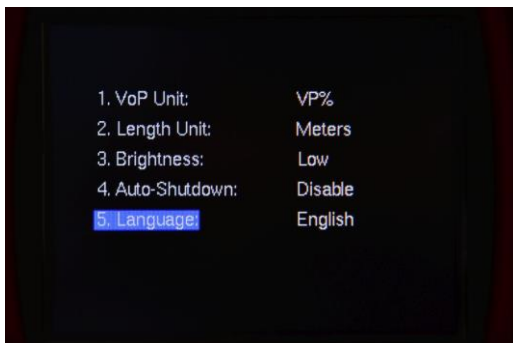 1. VoP Unit: VP%
2. Length Unit: Meters
3. Brightness: Low
4. Auto-Shutdown: Disable
5. Language: English